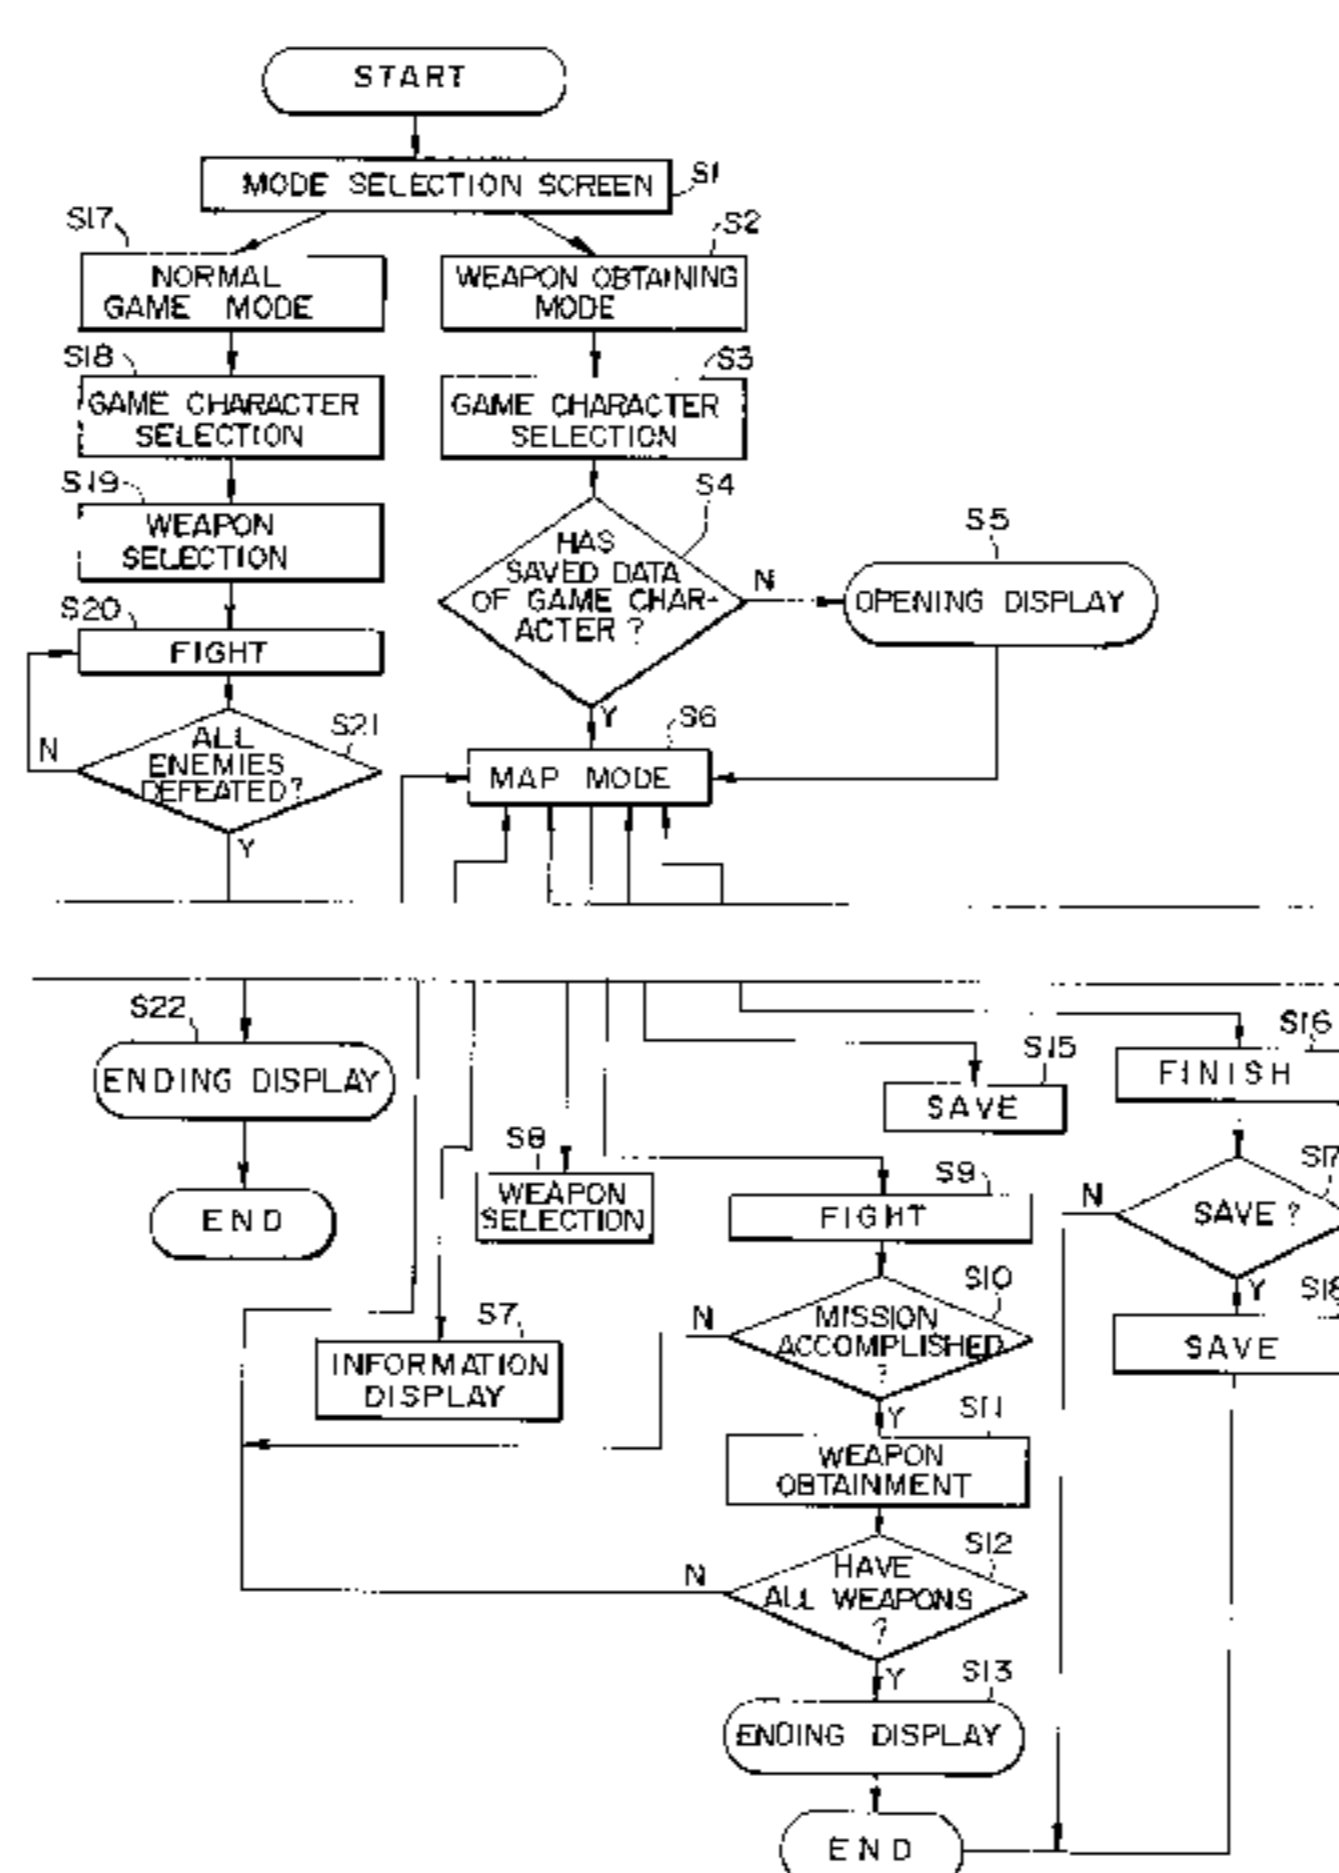 START
MODE SELECTION SCREEN
S1
S17
NORMAL
GAME MODE
S2
WEAPON OBTAINING
MODE
S18
GAME CHARACTER
SELECTION
S3
GAME CHARACTER
SELECTION
S19
WEAPON
SELECTION
S4
HAS
SAVED DATA
OF GAME CHAR-
ACTER ?
N
S5
OPENING DISPLAY
S20
FIGHT
S21
ALL
ENEMIES
DEFEATED?
N
Y
Y
S6
MAP MODE
S22
ENDING DISPLAY
END
S15
SAVE
S16
FINISH
S8
WEAPON
SELECTION
S9
FIGHT
S17
SAVE ?
N
Y
S7
INFORMATION
DISPLAY
S10
MISSION
ACCOMPLISHED
?
N
Y
S18
SAVE
S11
WEAPON
OBTAINMENT
S12
HAVE
ALL WEAPONS
?
N
Y
S13
ENDING DISPLAY
END